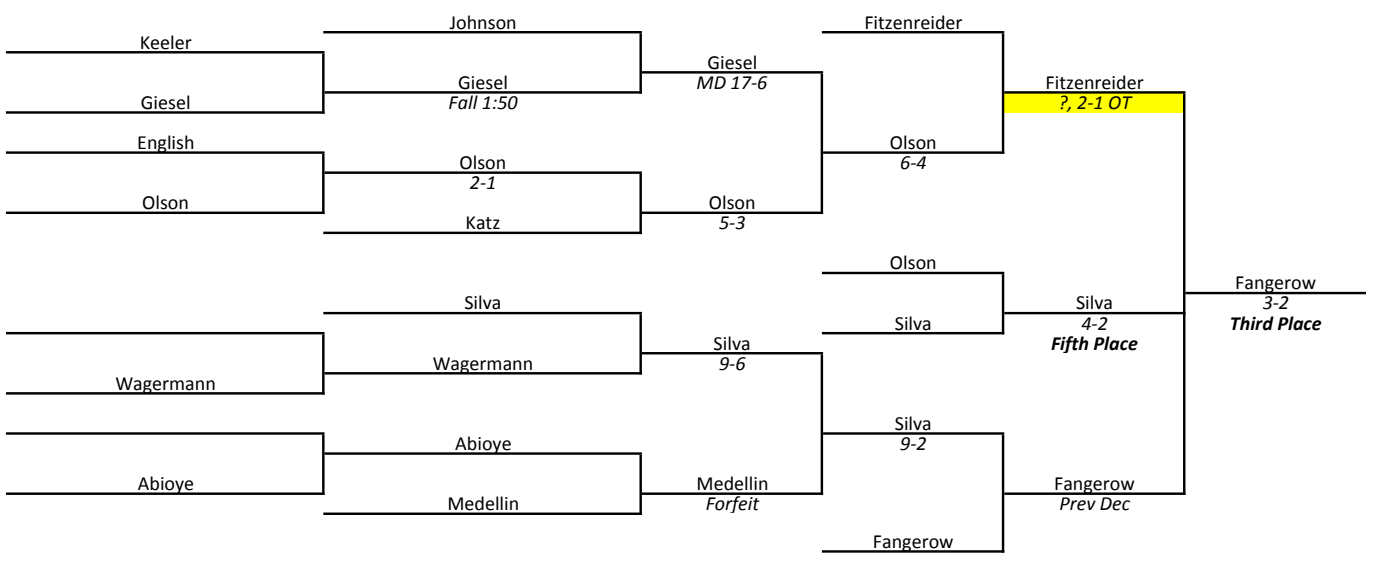 Johnson
Fitzenreider
Keeler
Giesel
MD 17-6
Giesel
Fall 1:50
Fitzenreider
?, 2-1 OT
Giesel
English
Olson
6-4
Olson
2-1
Olson
Olson
5-3
Katz
Olson
Fangerow
3-2
Third Place
Silva
Silva
4-2
Fifth Place
Silva
Silva
9-6
Wagermann
Wagermann
Silva
9-2
Abioye
Abioye
Medellin
Forfeit
Fangerow
Prev Dec
Medellin
Fangerow